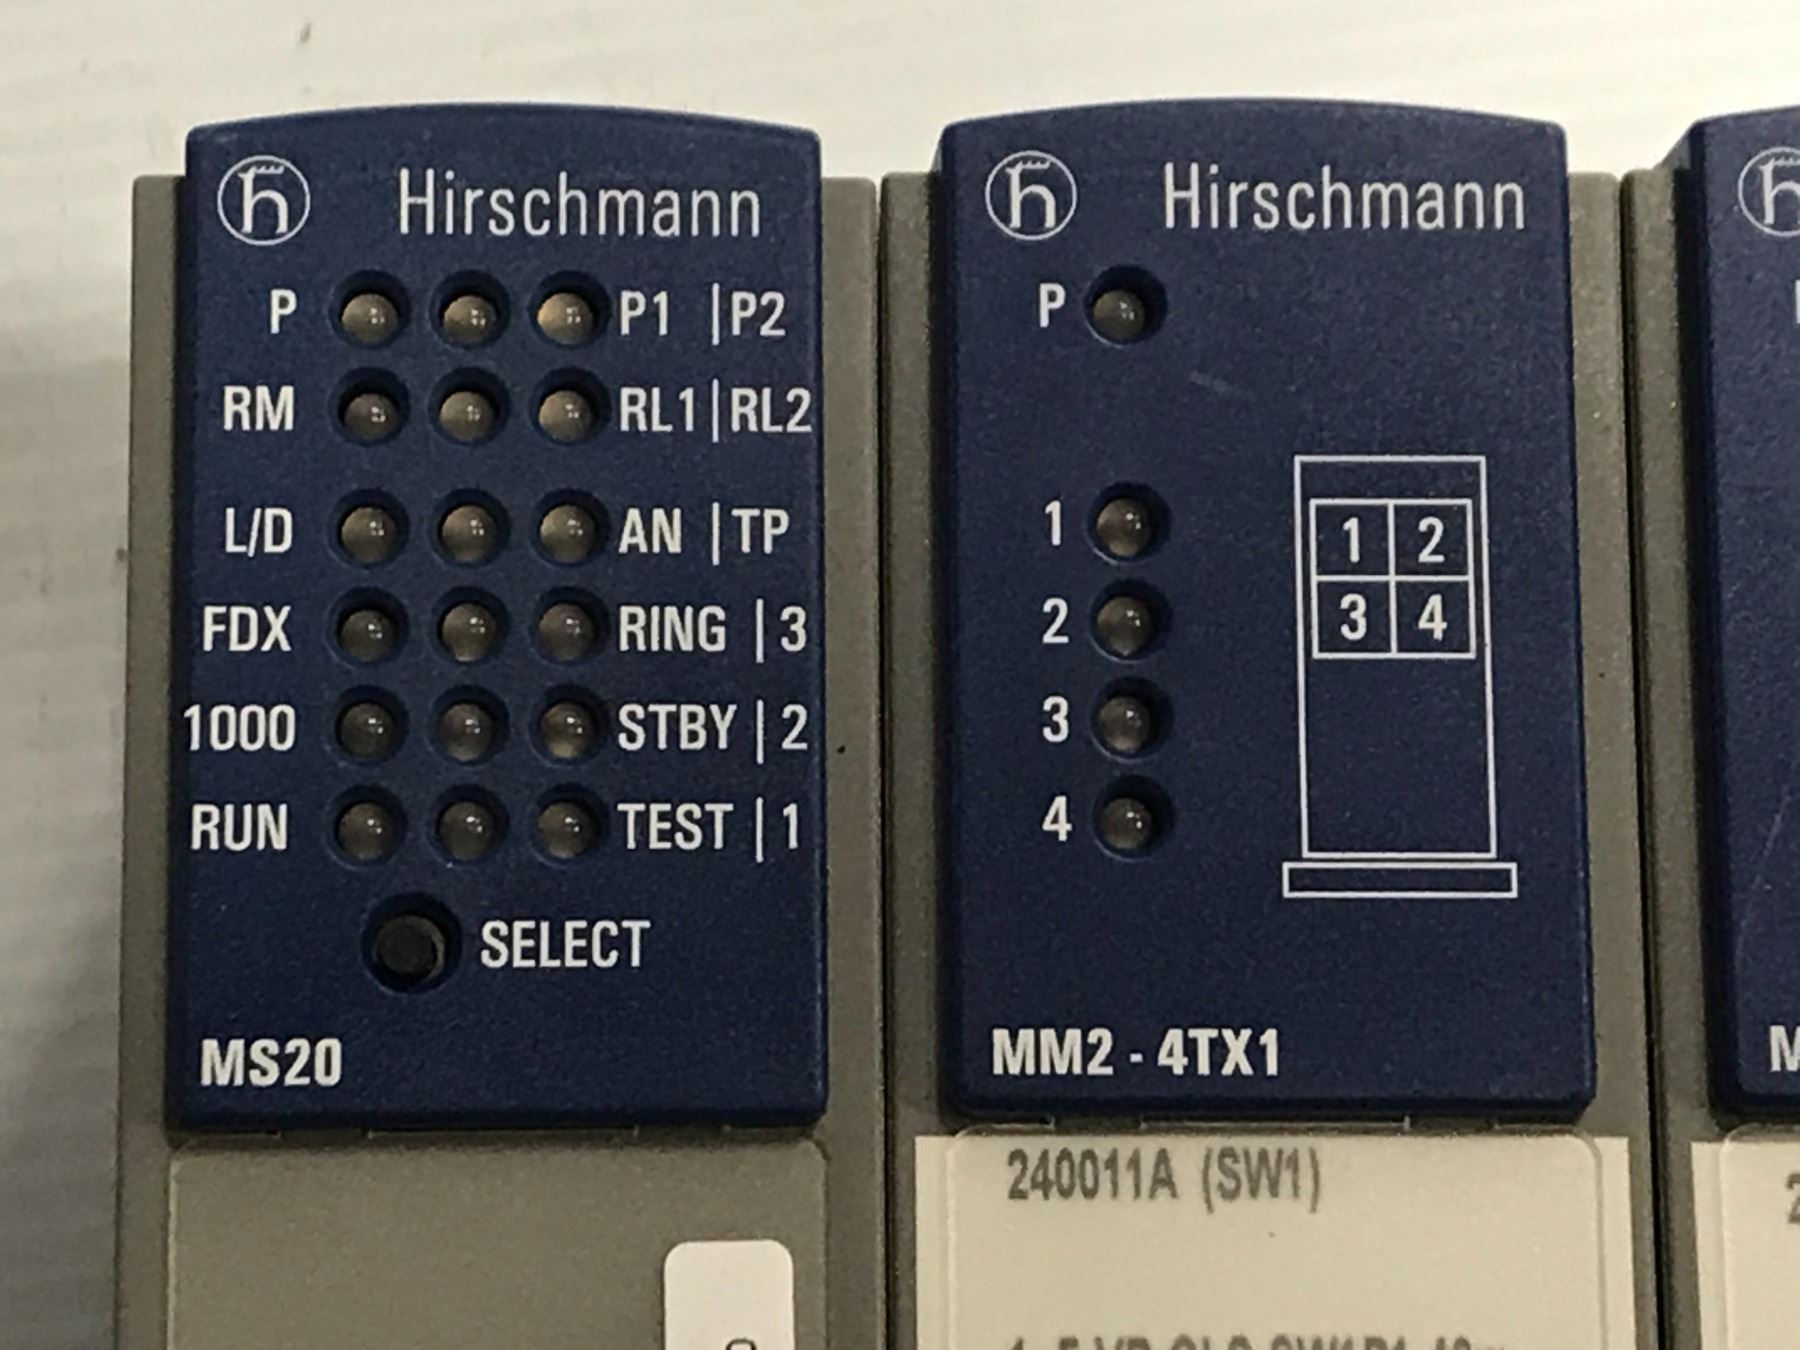 Hirschmann
P P1 | P2
RM RL1 | RL2
L/D AN | TP
FDX RING | 3
1000 STBY | 2
RUN TEST | 1
SELECT
MS20
Hirschmann
P
1
2
3
4
1 2
3 4
MM2 - 4TX1
240011A (SW1)